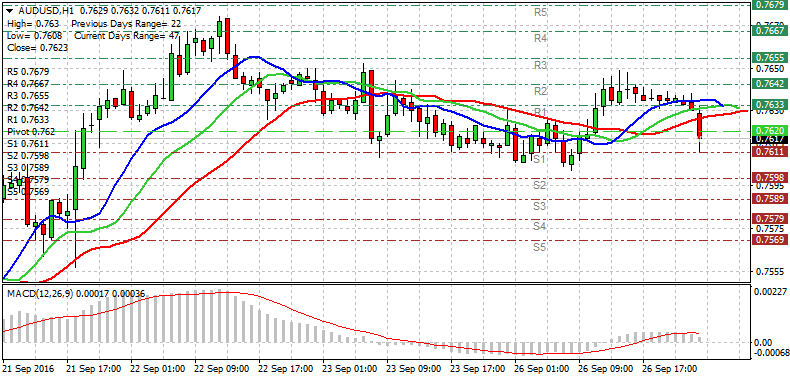 AUDUSD,H1 0.7629 0.7632 0.7611 0.7617
High= 0.763 Previous Days Range= 22
Low= 0.7608 Current Days Range= 47
Close= 0.7623
R5 0.7679
R4 0.7667
R3 0.7655
R2 0.7642
R1 0.7633
Pivot 0.762
S1 0.7611
S2 0.7598
S3 0.7589
S4 0.7579
S5 0.7569
R5
R4
R3
R2
R1
S1
S2
S3
S4
S5
0.7679
0.7670
0.7667
0.7655
0.7650
0.7642
0.7633
0.7630
0.7620
0.7617
0.7611
0.7598
0.7595
0.7589
0.7579
0.7575
0.7569
0.7555
MACD(12,26,9) 0.00017 0.00036
0.00227
0.00
-0.00068
21 Sep 2016
21 Sep 17:00
22 Sep 01:00
22 Sep 09:00
22 Sep 17:00
23 Sep 01:00
23 Sep 09:00
23 Sep 17:00
26 Sep 01:00
26 Sep 09:00
26 Sep 17:00